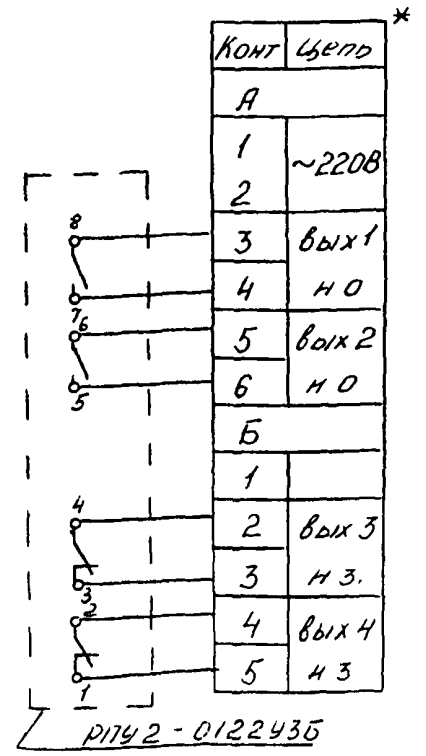 *
Конт Цепь
А
1 ~220В
2
8
3 вых 1
4 н о
7
6
5 вых 2
6 н о
5
Б
1
4
2 вых 3
3 н з.
3
2
4 вых 4
5 н з
1
РПУ2-012243Б